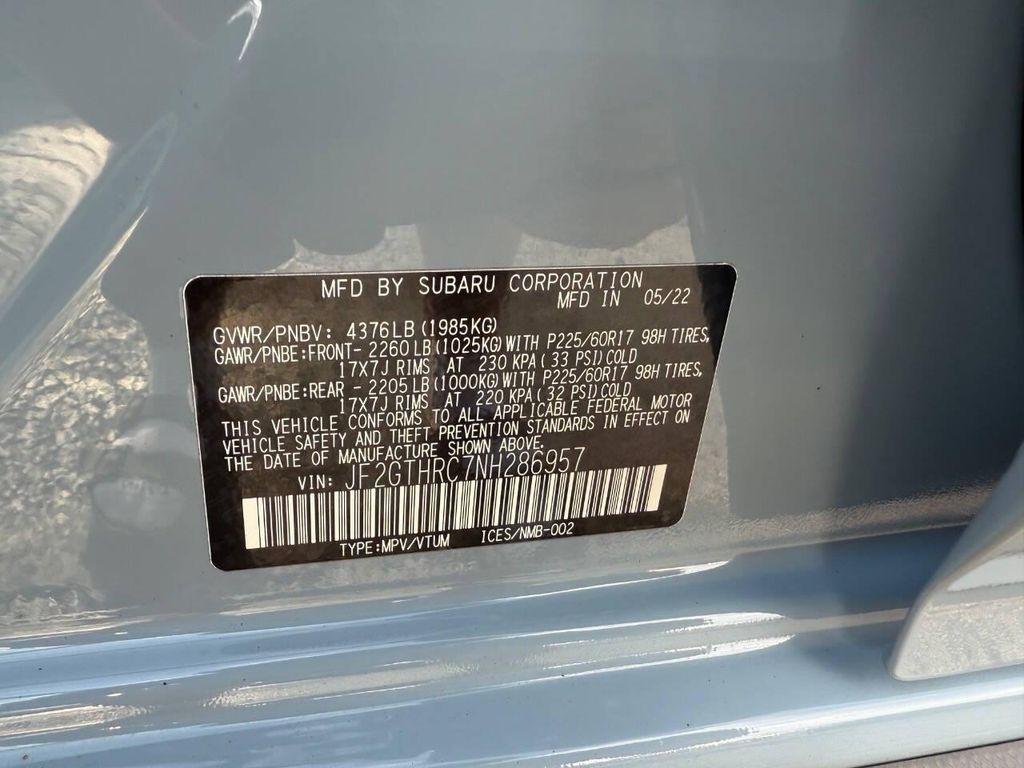 MFD BY SUBARU CORPORATION
MFD IN 05/22
GVWR/PNBV: 4376LB (1985KG)
GAWR/PNBE:FRONT- 2260LB (1025KG) WITH P225/60R17 98H TIRES,
17X7J RIMS AT 230 KPA (33 PSI) COLD
GAWR/PNBE:REAR - 2205LB (1000KG) WITH P225/60R17 98H TIRES,
17X7J RIMS AT 220 KPA (32 PSI) COLD
THIS VEHICLE CONFORMS TO ALL APPLICABLE FEDERAL MOTOR
VEHICLE SAFETY AND THEFT PREVENTION STANDARDS IN EFFECT ON
THE DATE OF MANUFACTURE SHOWN ABOVE.
VIN: JF2GTHRC7NH286957
TYPE:MPV/VTUM ICES/NMB-002